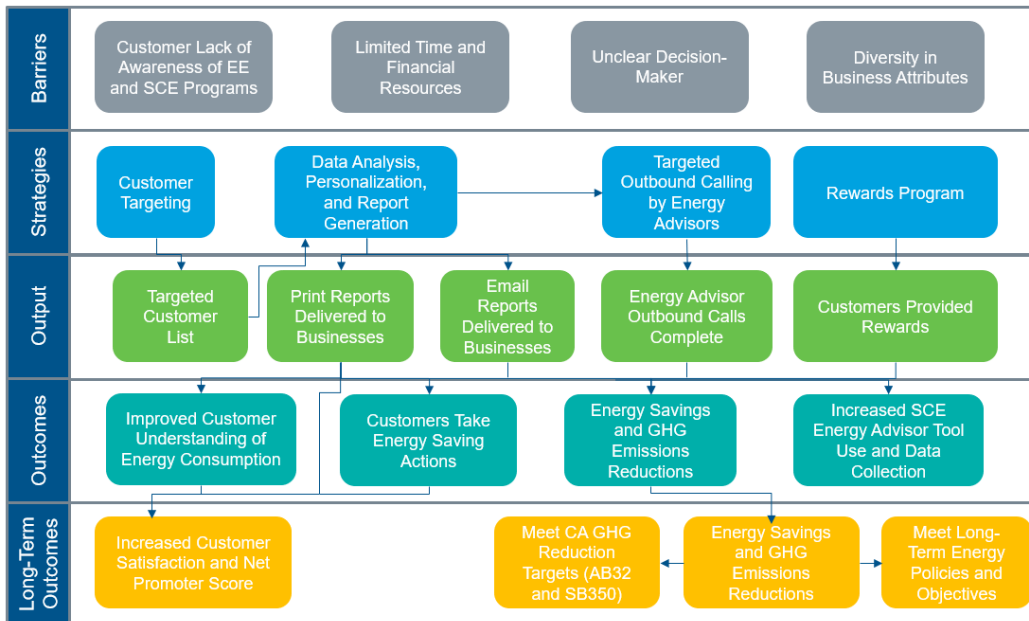 Barriers
Customer Lack of
Awareness of EE
and SCE Programs
Limited Time and
Financial
Resources
Unclear Decision-
Maker
Diversity in
Business Attributes
Strategies
Customer
Targeting
Data Analysis,
Personalization,
and Report
Generation
Targeted
Outbound Calling
by Energy
Advisors
Rewards Program
Output
Targeted
Customer
List
Print Reports
Delivered to
Businesses
Email
Reports
Delivered to
Businesses
Energy Advisor
Outbound Calls
Complete
Customers Provided
Rewards
Outcomes
Improved Customer
Understanding of
Energy Consumption
Customers Take
Energy Saving
Actions
Energy Savings
and GHG
Emissions
Reductions
Increased SCE
Energy Advisor Tool
Use and Data
Collection
Long-Term
Outcomes
Increased Customer
Satisfaction and Net
Promoter Score
Meet CA GHG
Reduction
Targets (AB32
and SB350)
Energy Savings
and GHG
Emissions
Reductions
Meet Long-
Term Energy
Policies and
Objectives